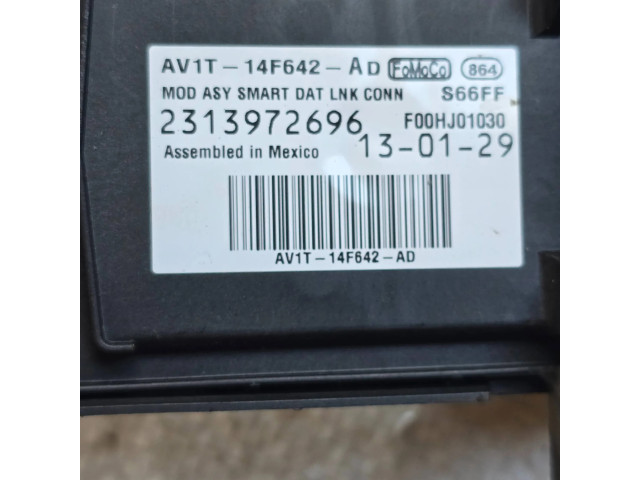 AV1T-14F642-AD FoMoCo 864
MOD ASY SMART DAT LNK CONN S66FF
2313972696 F00HJ01030
Assembled in Mexico 13-01-29
AV1T-14F642-AD